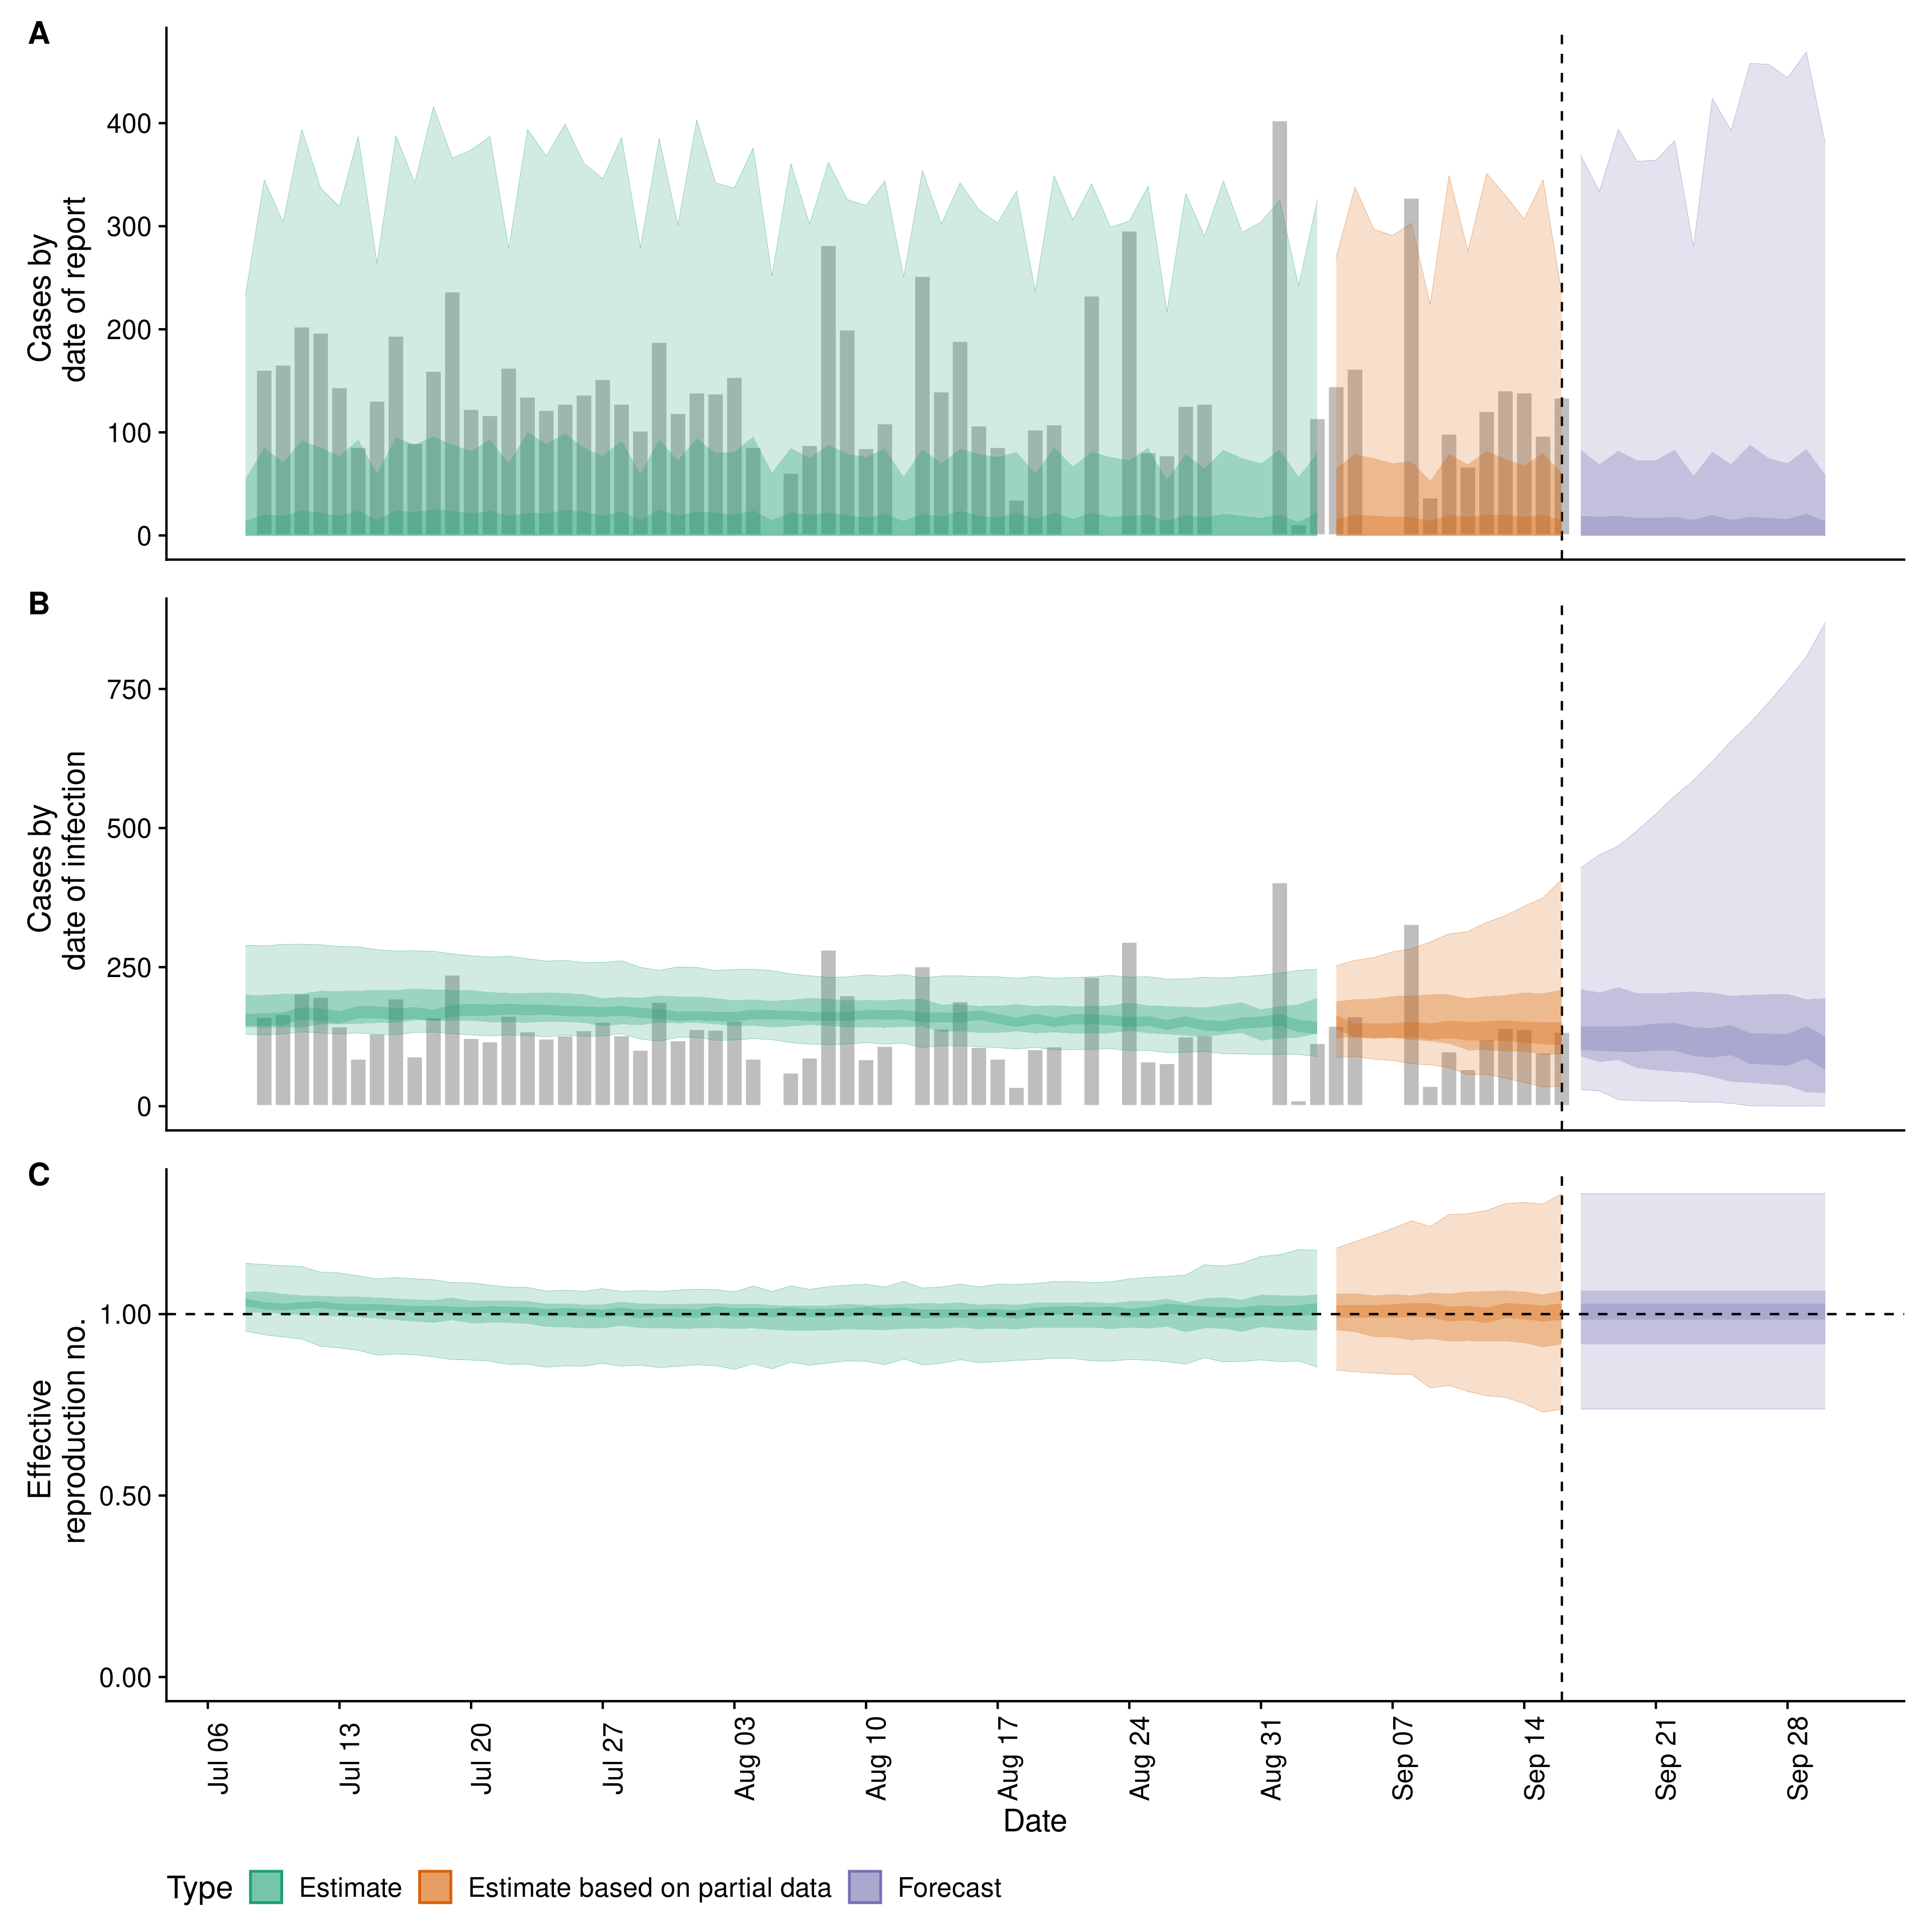 A
Cases by
date of report
400
300
200
100
0
B
Cases by
date of infection
750
500
250
0
C
Effective
reproduction no.
1.00
0.50
0.00
Jul 06
Jul 13
Jul 20
Jul 27
Aug 03
Aug 10
Aug 17
Aug 24
Aug 31
Sep 07
Sep 14
Sep 21
Sep 28
Date
Type Estimate Estimate based on partial data Forecast